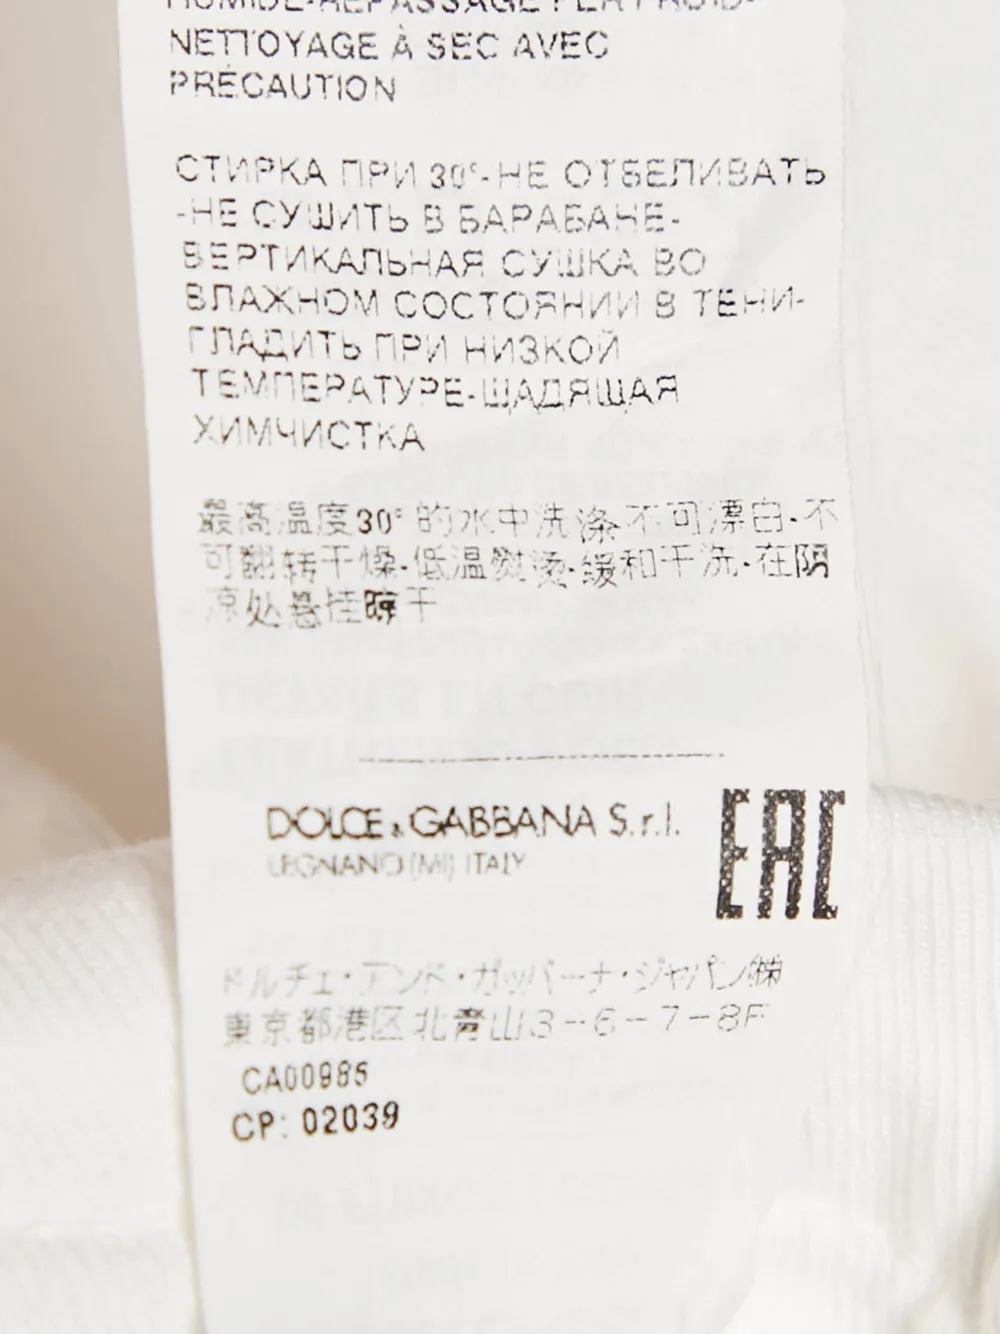 HUMIDE-REPASSAGE FER FROID-
NETTOYAGE À SEC AVEC
PRÉCAUTION
СТИРКА ПРИ 30°-НЕ ОТБЕЛИВАТЬ
-НЕ СУШИТЬ В БАРАБАНЕ-
ВЕРТИКАЛЬНАЯ СУШКА ВО
ВЛАЖНОМ СОСТОЯНИИ В ТЕНИ-
ГЛАДИТЬ ПРИ НИЗКОЙ
ТЕМПЕРАТУРЕ-ЩАДЯЩАЯ
ХИМЧИСТКА
最高温度30°的水中洗涤-不可漂白-不
可翻转干燥-低温熨烫-缓和干洗-在阴
凉处悬挂晾干
DOLCE & GABBANA S.r.l.
LEGNANO (MI) ITALY
EAC
ドルチェ・アンド・ガッバーナ・ジャパン㈱
東京都港区北青山3-6-7-8F
CA00985
CP: 02039